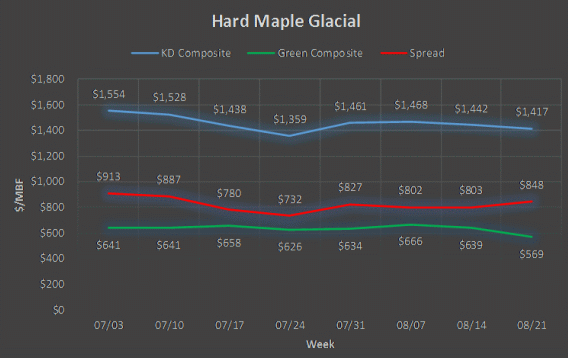 Hard Maple Glacial
KD Composite Green Composite Spread
$1,800
$1,600
$1,400
$1,200
$1,000
$800
$600
$400
$200
$0
$/MBF
$1,554 $1,528 $1,438 $1,359 $1,461 $1,468 $1,442 $1,417
$913 $887 $780 $732 $827 $802 $803 $848
$641 $641 $658 $626 $634 $666 $639 $569
07/03 07/10 07/17 07/24 07/31 08/07 08/14 08/21
Week